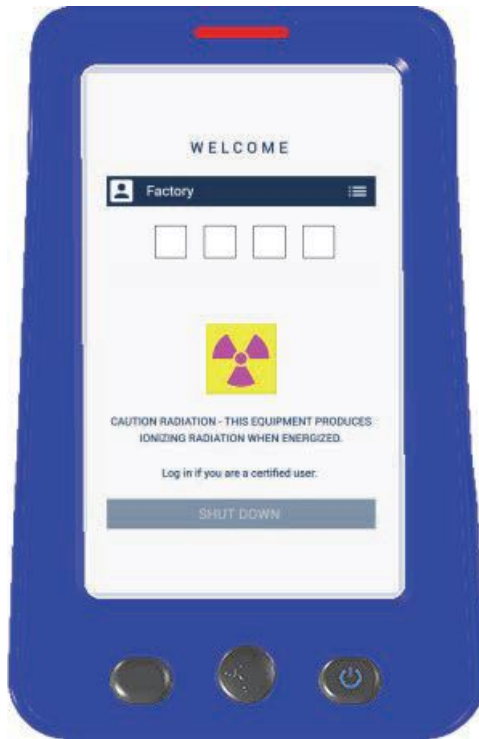 WELCOME
Factory
CAUTION RADIATION - THIS EQUIPMENT PRODUCES
IONIZING RADIATION WHEN ENERGIZED.
Log in if you are a certified user.
SHUT DOWN